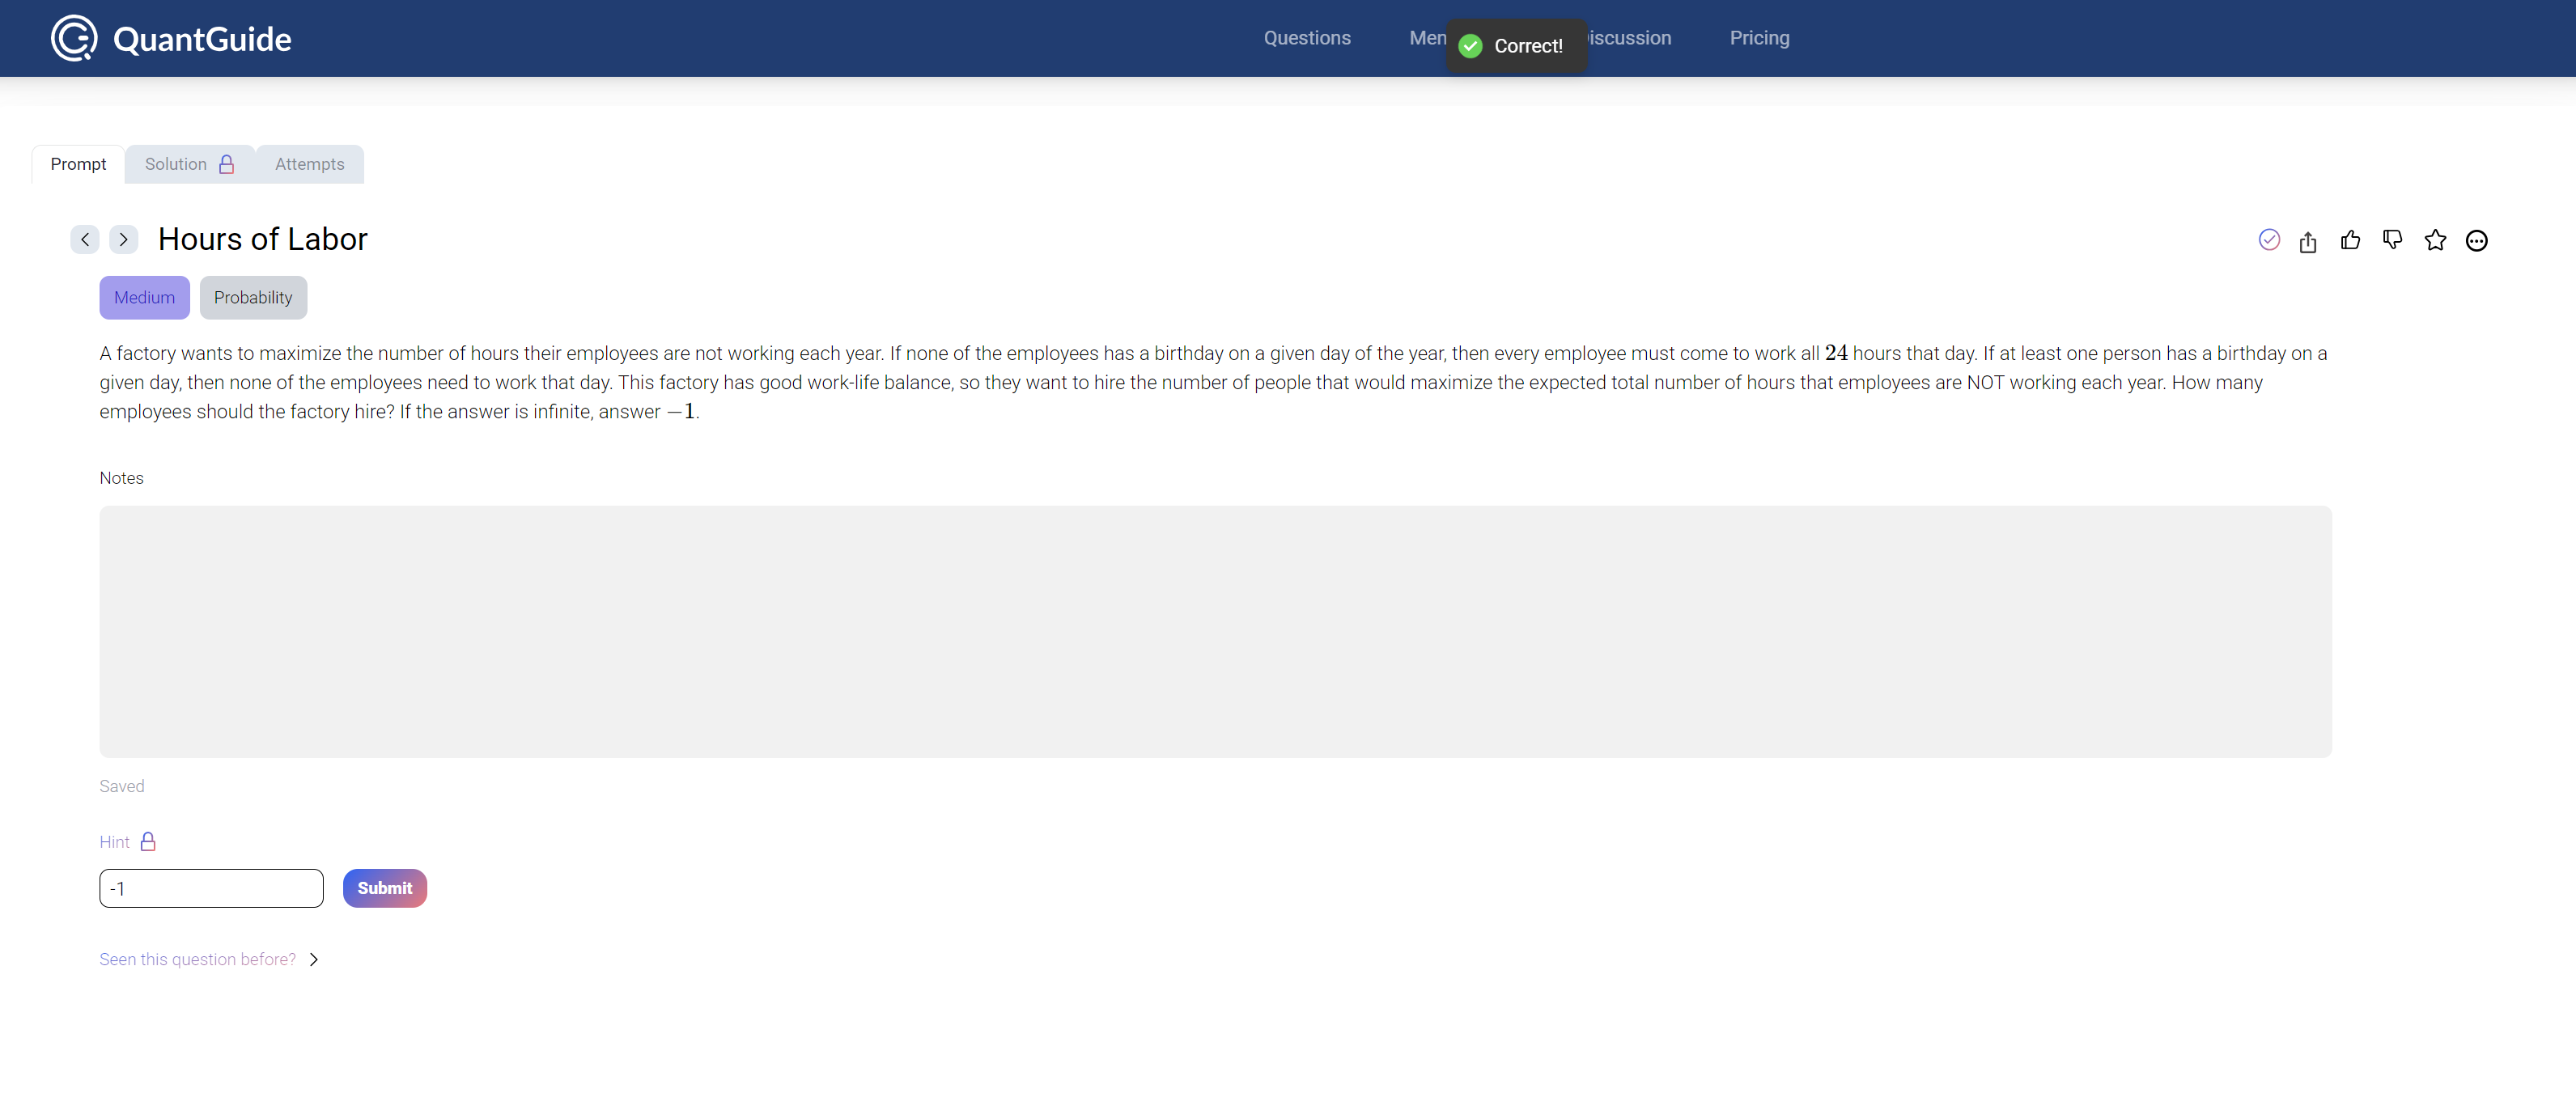 QuantGuide
Questions
Men
Correct!
iscussion
Pricing
Prompt
Solution
Attempts
Hours of Labor
Medium
Probability
A factory wants to maximize the number of hours their employees are not working each year. If none of the employees has a birthday on a given day of the year, then every employee must come to work all 24 hours that day. If at least one person has a birthday on a
given day, then none of the employees need to work that day. This factory has good work-life balance, so they want to hire the number of people that would maximize the expected total number of hours that employees are NOT working each year. How many
employees should the factory hire? If the answer is infinite, answer −1.
Notes
Saved
Hint
-1
Submit
Seen this question before?